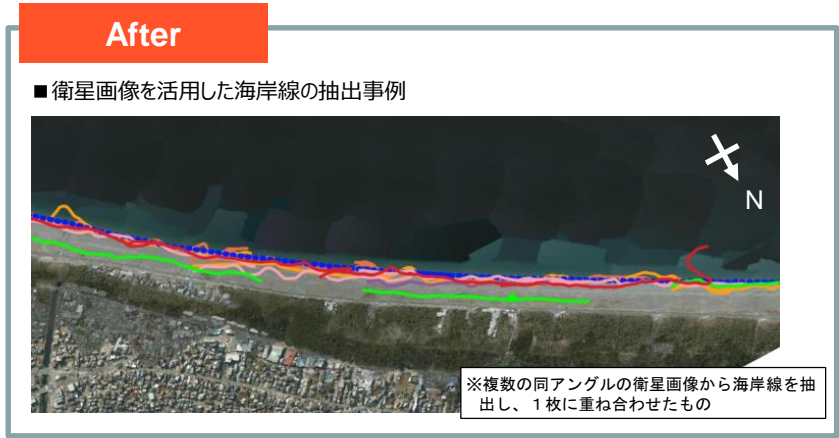 After
■衛星画像を活用した海岸線の抽出事例
N
※複数の同アングルの衛星画像から海岸線を抽
出し、１枚に重ね合わせたもの